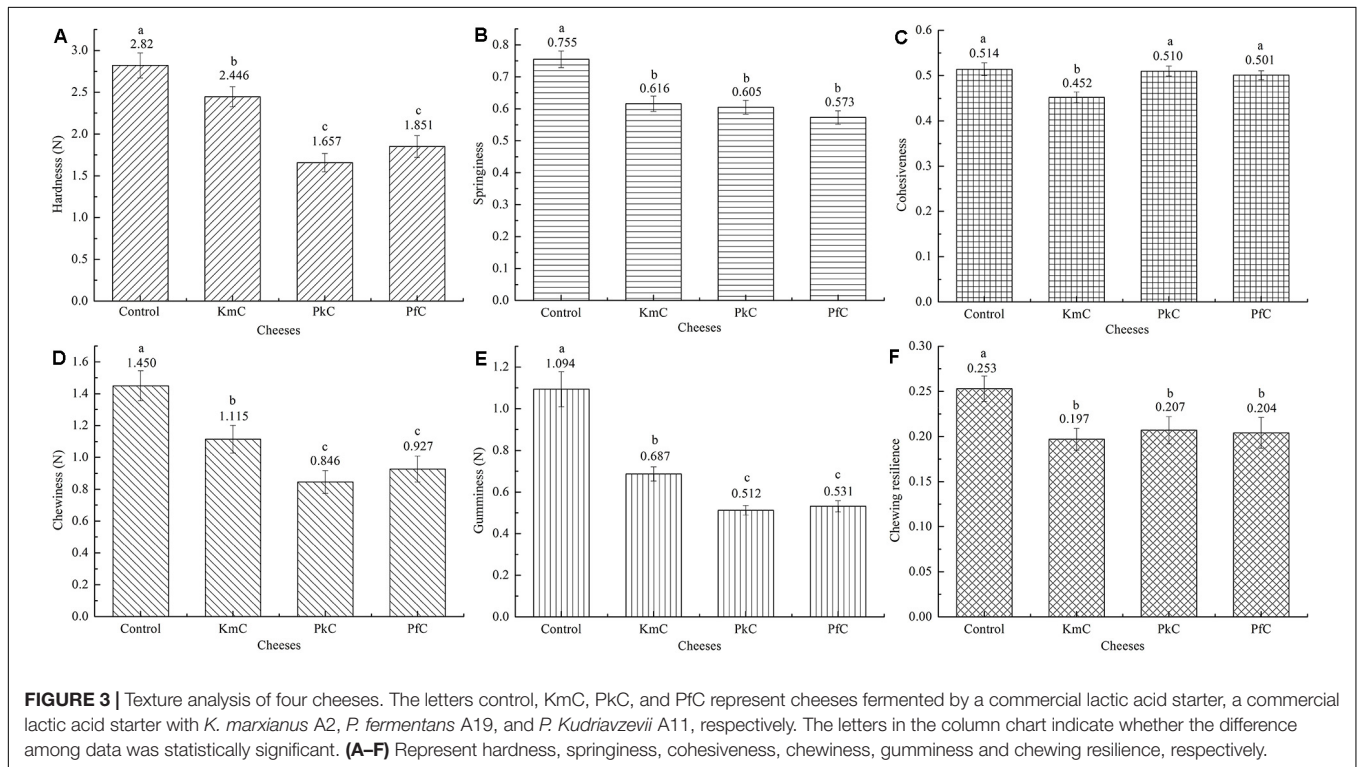 A
Hardnesss (N)
3.0
2.5
2.0
1.5
1.0
0.5
0.0
a
2.82
b
2.446
c
1.657
c
1.851
Control KmC PkC PfC
Cheeses
B
Springiness
0.8
0.7
0.6
0.5
0.4
0.3
0.2
0.1
0.0
a
0.755
b
0.616
b
0.605
b
0.573
Control KmC PkC PfC
Cheeses
C
Cohesiveness
0.6
0.5
0.4
0.3
0.2
0.1
0.0
a
0.514
b
0.452
a
0.510
a
0.501
Control KmC PkC PfC
Cheeses
D
Chewiness (N)
1.6
1.4
1.2
1.0
0.8
0.6
0.4
0.2
0.0
a
1.450
b
1.115
c
0.846
c
0.927
Control KmC PkC PfC
Cheeses
E
Gumminess (N)
1.2
1.0
0.8
0.6
0.4
0.2
0.0
a
1.094
b
0.687
c
0.512
c
0.531
Control KmC PkC PfC
Cheeses
F
Chewing resilience
0.30
0.25
0.20
0.15
0.10
0.05
0.00
a
0.253
b
0.197
b
0.207
b
0.204
Control KmC PkC PfC
Cheeses
FIGURE 3 | Texture analysis of four cheeses. The letters control, KmC, PkC, and PfC represent cheeses fermented by a commercial lactic acid starter, a commercial
lactic acid starter with K. marxianus A2, P. fermentans A19, and P. Kudriavzevii A11, respectively. The letters in the column chart indicate whether the difference
among data was statistically significant. (A–F) Represent hardness, springiness, cohesiveness, chewiness, gumminess and chewing resilience, respectively.